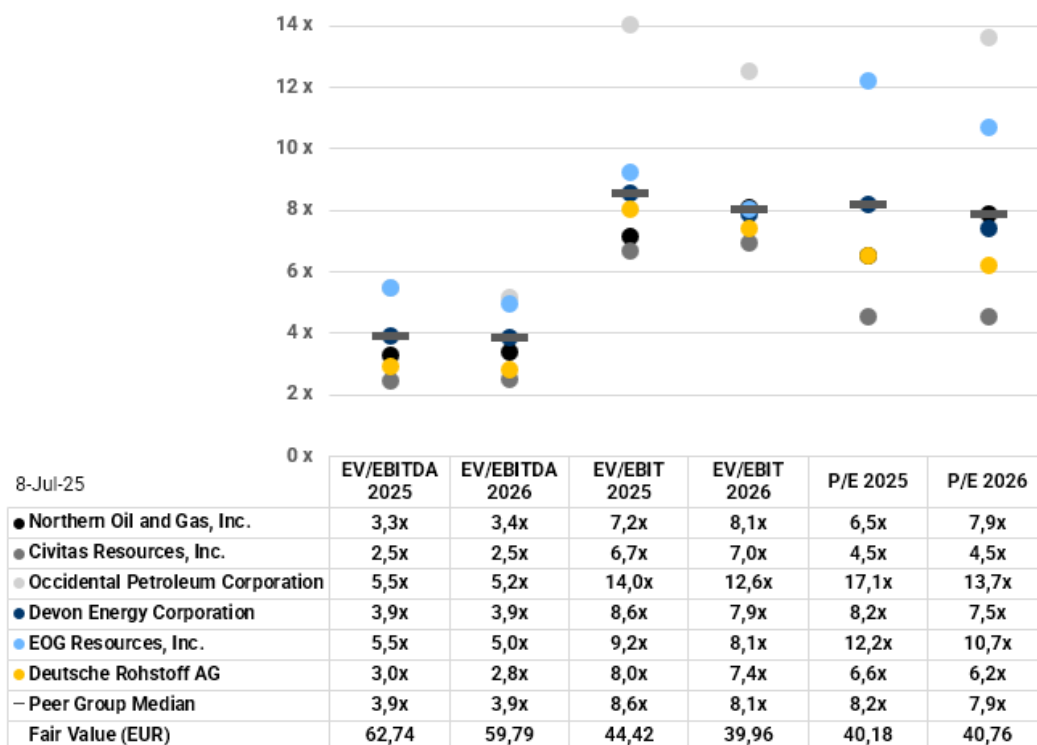 14 x
12 x
10 x
8 x
6 x
4 x
2 x
0 x
8-Jul-25 EV/EBITDA 2025 EV/EBITDA 2026 EV/EBIT 2025 EV/EBIT 2026 P/E 2025 P/E 2026
Northern Oil and Gas, Inc. 3,3x 3,4x 7,2x 8,1x 6,5x 7,9x
Civitas Resources, Inc. 2,5x 2,5x 6,7x 7,0x 4,5x 4,5x
Occidental Petroleum Corporation 5,5x 5,2x 14,0x 12,6x 17,1x 13,7x
Devon Energy Corporation 3,9x 3,9x 8,6x 7,9x 8,2x 7,5x
EOG Resources, Inc. 5,5x 5,0x 9,2x 8,1x 12,2x 10,7x
Deutsche Rohstoff AG 3,0x 2,8x 8,0x 7,4x 6,6x 6,2x
Peer Group Median 3,9x 3,9x 8,6x 8,1x 8,2x 7,9x
Fair Value (EUR) 62,74 59,79 44,42 39,96 40,18 40,76